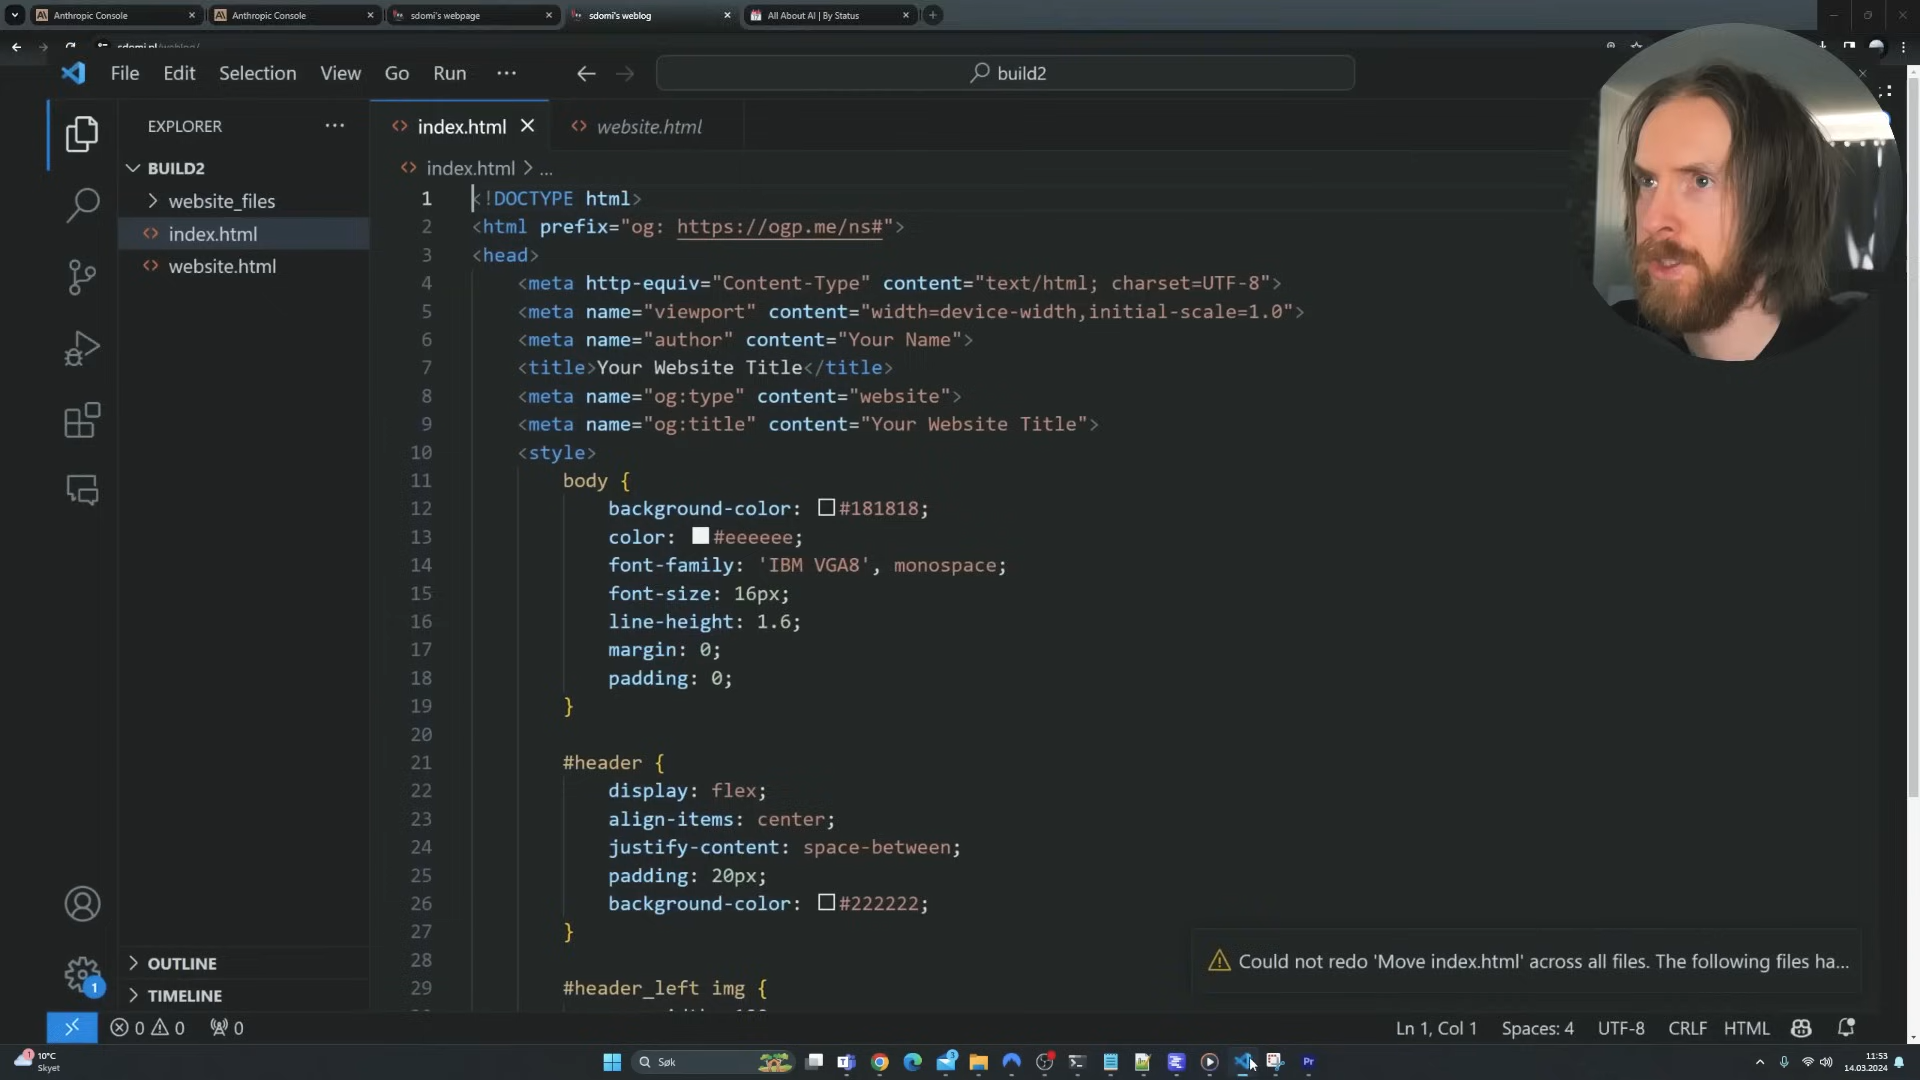 Anthropic Console
Anthropic Console
sdomi's webpage
sdomi's weblog
All About AI | By Status
sdomi.pl/weblog/
File Edit Selection View Go Run ···
build2
EXPLORER ···
BUILD2
website_files
index.html
website.html
OUTLINE
TIMELINE
index.html
website.html
index.html > ...
1 <!DOCTYPE html>
2 <html prefix="og: https://ogp.me/ns#">
3 <head>
4 <meta http-equiv="Content-Type" content="text/html; charset=UTF-8">
5 <meta name="viewport" content="width=device-width,initial-scale=1.0">
6 <meta name="author" content="Your Name">
7 <title>Your Website Title</title>
8 <meta name="og:type" content="website">
9 <meta name="og:title" content="Your Website Title">
10 <style>
11 body {
12 background-color: #181818;
13 color: #eeeeee;
14 font-family: 'IBM VGA8', monospace;
15 font-size: 16px;
16 line-height: 1.6;
17 margin: 0;
18 padding: 0;
19 }
20
21 #header {
22 display: flex;
23 align-items: center;
24 justify-content: space-between;
25 padding: 20px;
26 background-color: #222222;
27 }
28
29 #header_left img {
Could not redo 'Move index.html' across all files. The following files ha...
1
0 0 0
Ln 1, Col 1 Spaces: 4 UTF-8 CRLF HTML
10°C
Skyet
Søk
Pr
11:53
14.03.2024